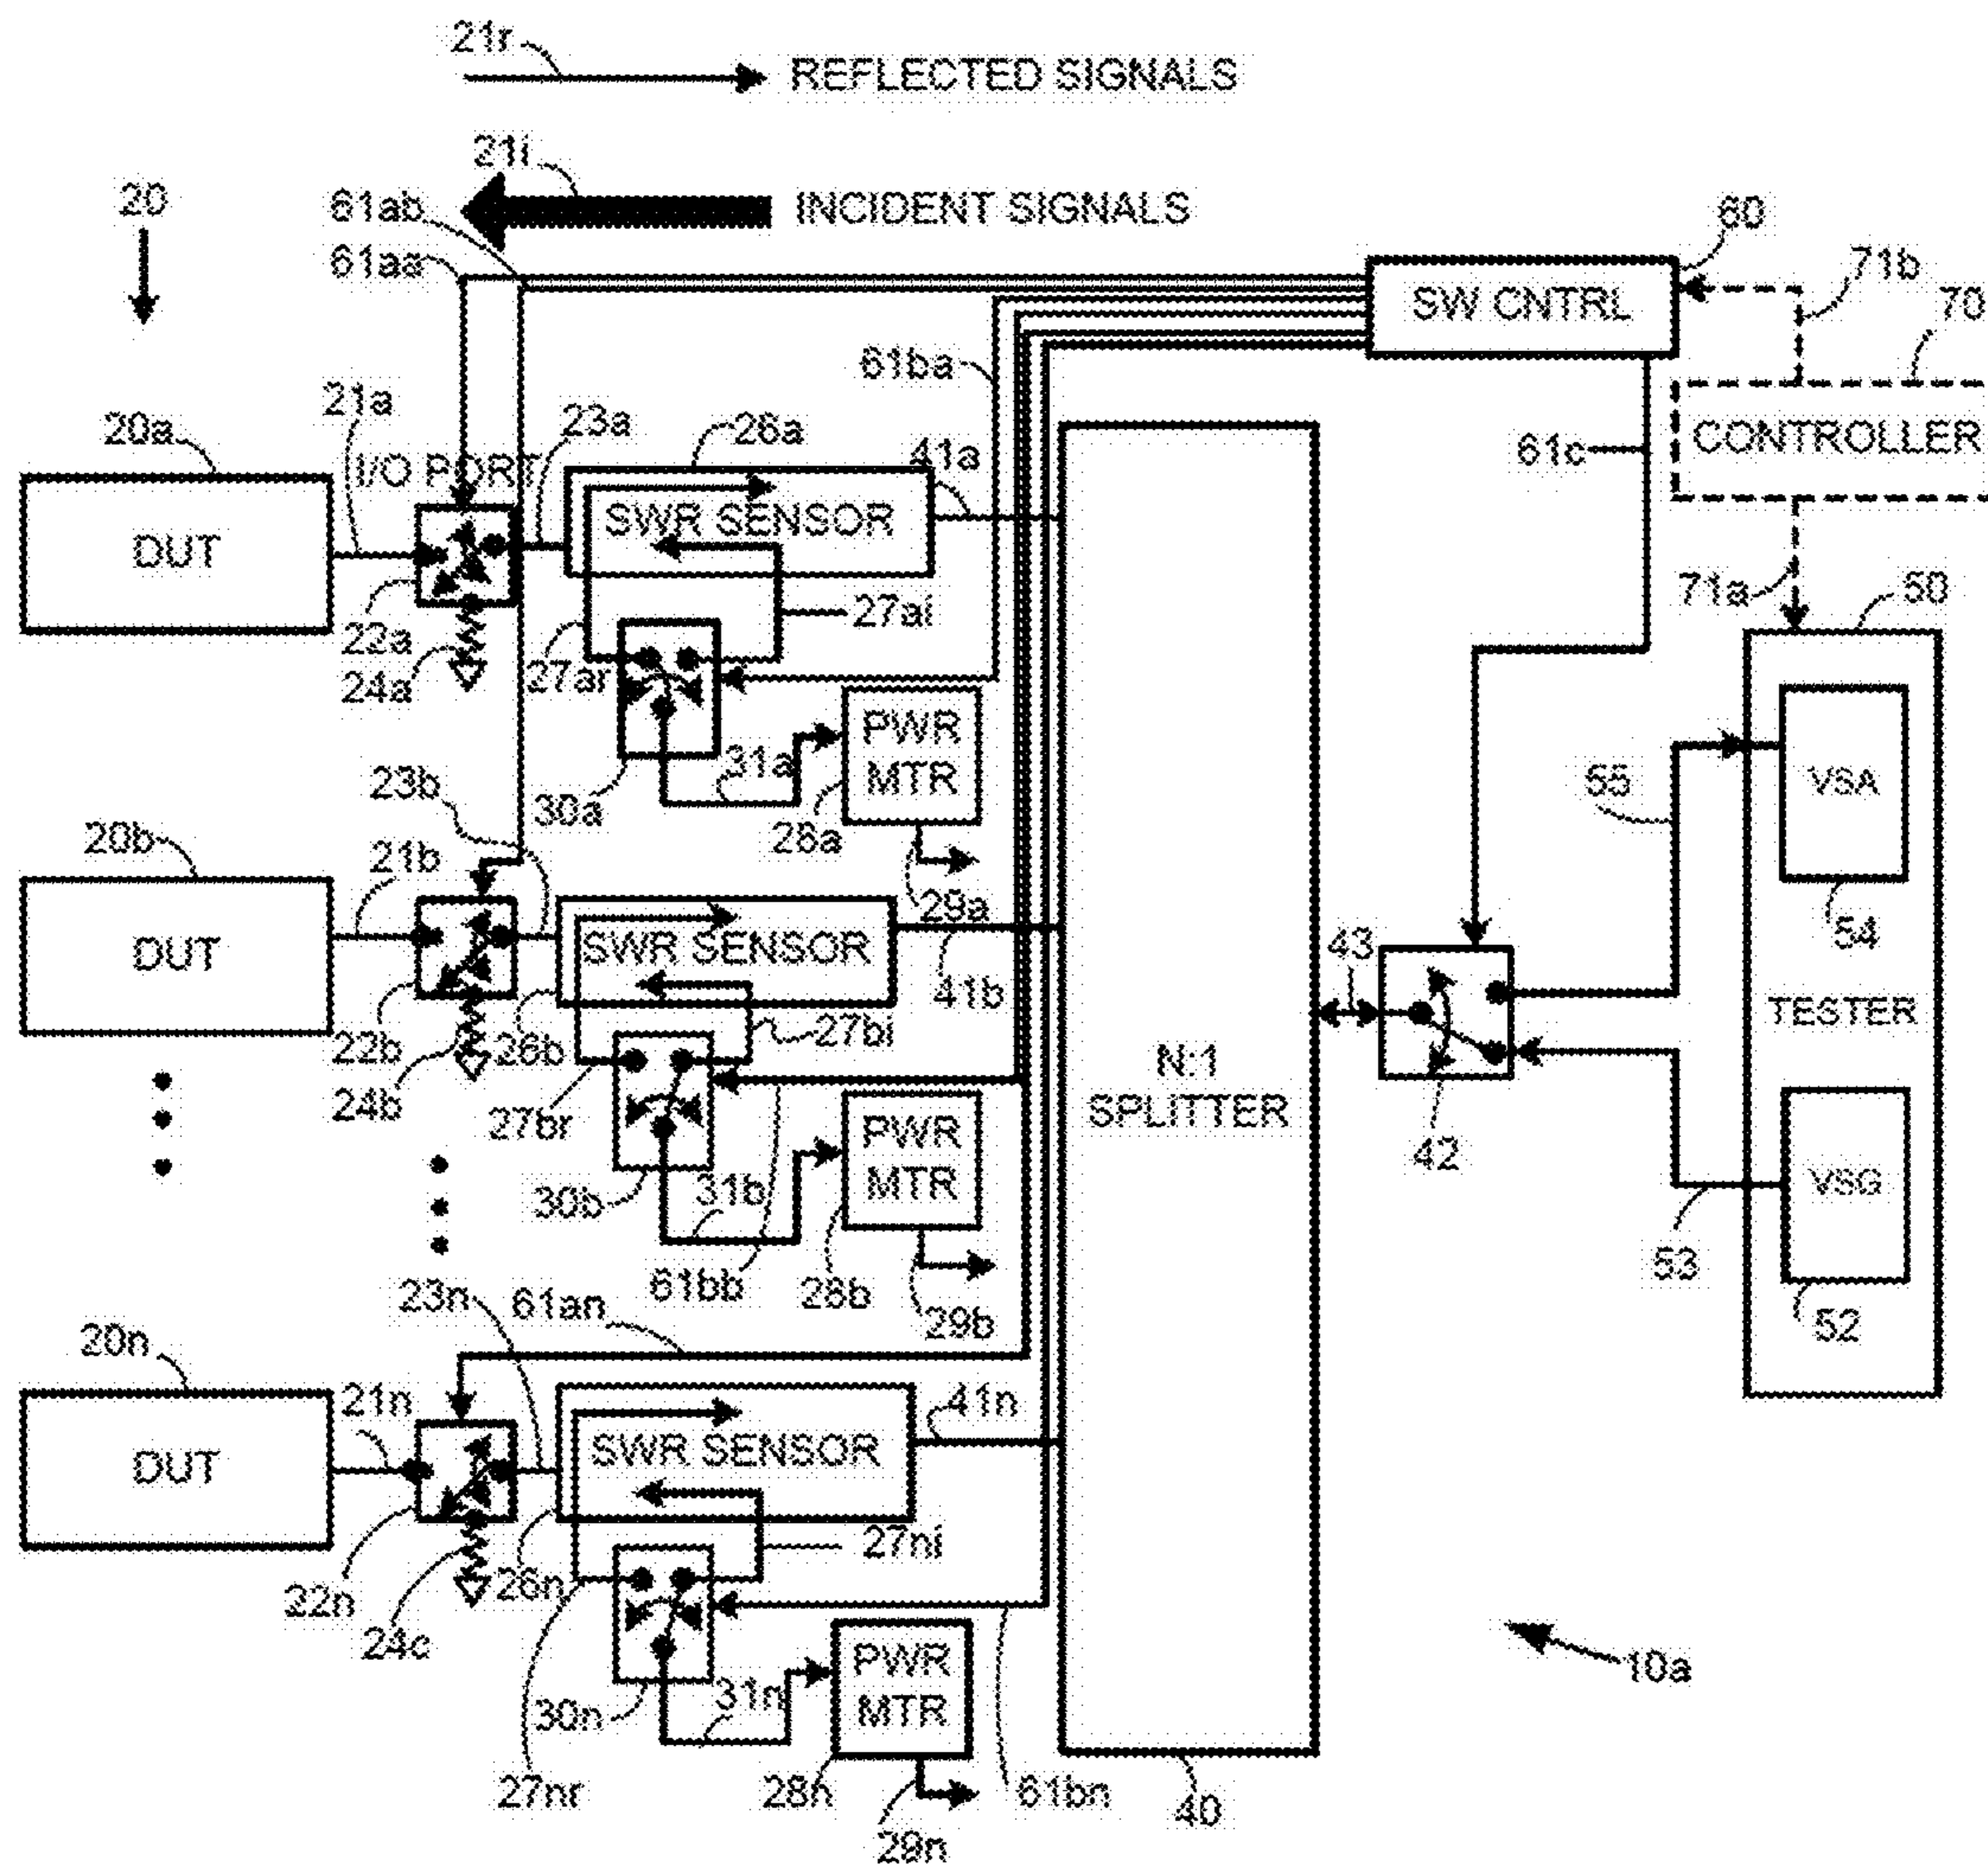 21r
REFLECTED SIGNALS
21i
INCIDENT SIGNALS
20
61ab
61aa
60
SW CNTRL
71b
70
CONTROLLER
61ba
61c
71a
20a
21a
I/O PORT
23a
26a
41a
DUT
SWR SENSOR
22a
24a
27ar
27ai
PWR
MTR
30a
31a
28a
29a
50
55
VSA
54
TESTER
23b
20b
21b
DUT
SWR SENSOR
41b
43
22b
24b
26b
27bi
27br
N:1
SPLITTER
42
PWR
MTR
30b
31b
61bb
28b
29b
VSG
53
52
23n
61an
20n
21n
41n
DUT
SWR SENSOR
22n
24c
26n
27ni
PWR
MTR
30n
31n
27nr
28n
29n
61bn
40
10a